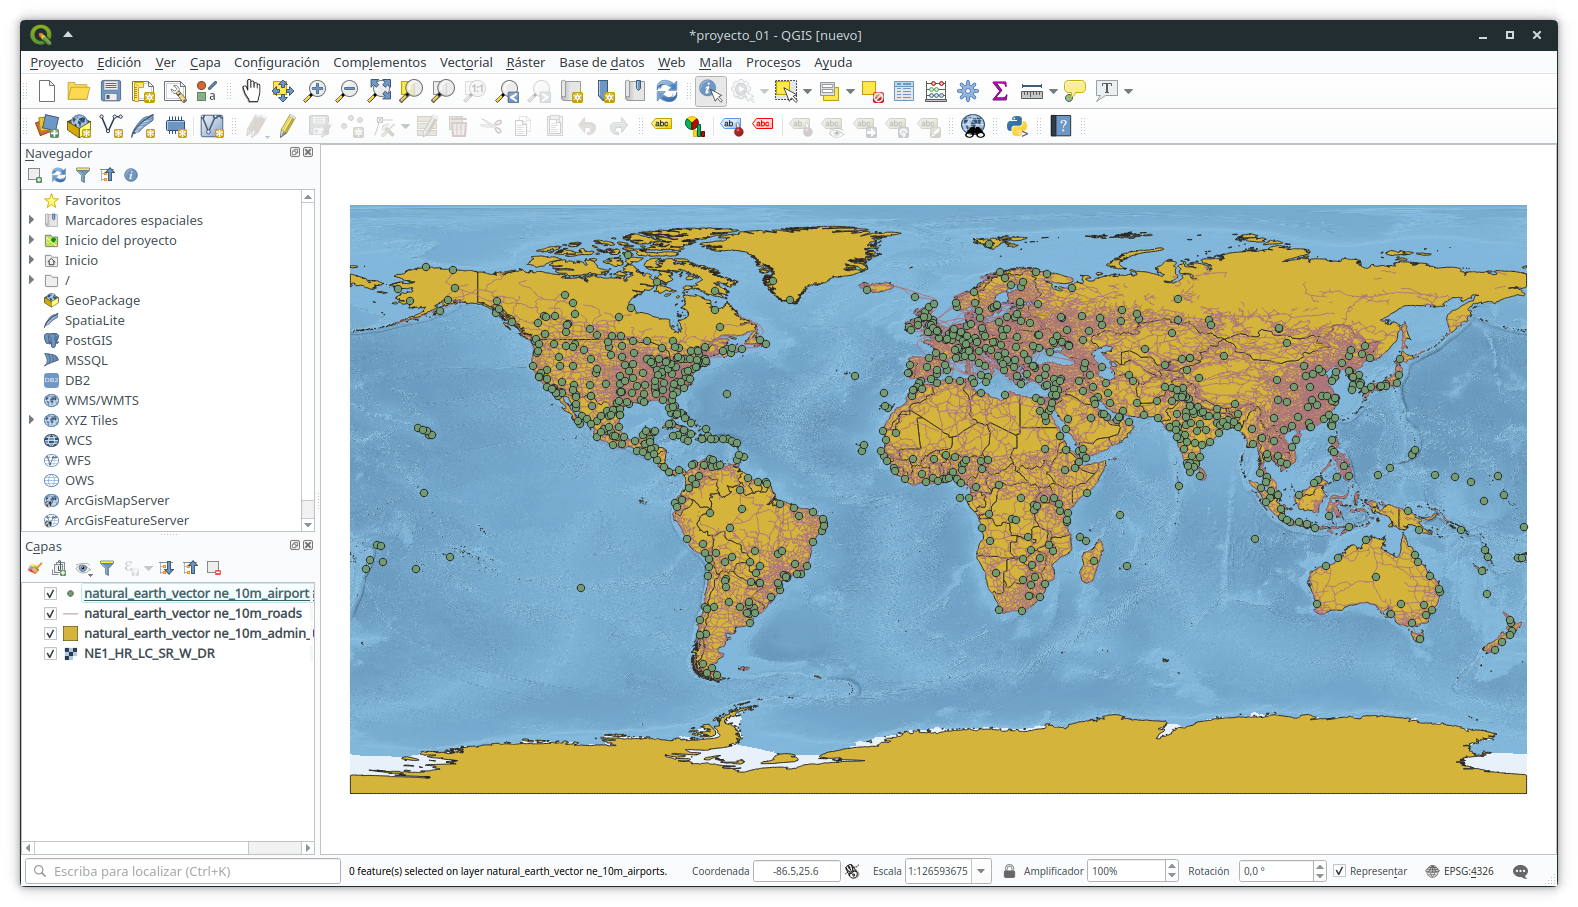 *proyecto_01 - QGIS [nuevo]
Proyecto Edición Ver Capa Configuración Complementos Vectorial Ráster Base de datos Web Malla Procesos Ayuda
Navegador
Favoritos
Marcadores espaciales
Inicio del proyecto
Inicio
/
GeoPackage
SpatiaLite
PostGIS
MSSQL
DB2
WMS/WMTS
XYZ Tiles
WCS
WFS
OWS
ArcGisMapServer
ArcGisFeatureServer
Capas
natural_earth_vector ne_10m_airport
natural_earth_vector ne_10m_roads
natural_earth_vector ne_10m_admin_
NE1_HR_LC_SR_W_DR
Escriba para localizar (Ctrl+K) 0 feature(s) selected on layer natural_earth_vector ne_10m_airports. Coordenada -86.5,25.6 Escala 1:126593675 Amplificador 100% Rotación 0,0 ° Representar EPSG:4326